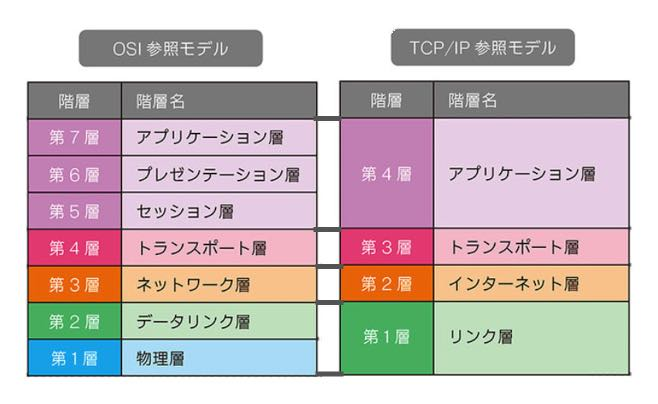 OSI 参照モデル
階層 階層名
第7層 アプリケーション層
第6層 プレゼンテーション層
第5層 セッション層
第4層 トランスポート層
第3層 ネットワーク層
第2層 データリンク層
第1層 物理層
TCP/IP 参照モデル
階層 階層名
第4層 アプリケーション層
第3層 トランスポート層
第2層 インターネット層
第1層 リンク層